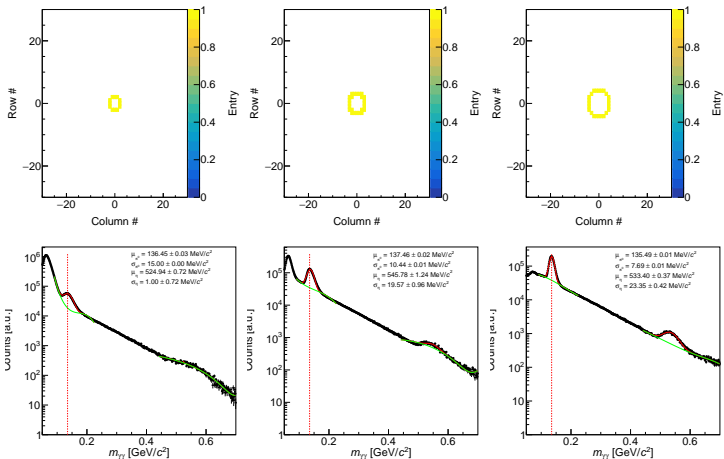 20
0
−20
Row #
−20 0 20
Column #
0 0.2 0.4 0.6 0.8 1
Entry
20
0
−20
Row #
−20 0 20
Column #
0 0.2 0.4 0.6 0.8 1
Entry
20
0
−20
Row #
−20 0 20
Column #
0 0.2 0.4 0.6 0.8 1
Entry
Counts [a.u.]
1 10 10² 10³ 10⁴ 10⁵ 10⁶
μπ⁰ = 136.45 ± 0.03 MeV/c²
σπ⁰ = 15.00 ± 0.00 MeV/c²
μη = 524.94 ± 0.72 MeV/c²
ση = 1.00 ± 0.72 MeV/c²
0.2 0.4 0.6
mγγ [GeV/c²]
Counts [a.u.]
1 10 10² 10³ 10⁴ 10⁵
μπ⁰ = 137.46 ± 0.02 MeV/c²
σπ⁰ = 10.44 ± 0.01 MeV/c²
μη = 545.78 ± 1.24 MeV/c²
ση = 19.57 ± 0.96 MeV/c²
0.2 0.4 0.6
mγγ [GeV/c²]
Counts [a.u.]
1 10 10² 10³ 10⁴ 10⁵
μπ⁰ = 135.49 ± 0.01 MeV/c²
σπ⁰ = 7.69 ± 0.01 MeV/c²
μη = 533.40 ± 0.37 MeV/c²
ση = 23.35 ± 0.42 MeV/c²
0.2 0.4 0.6
mγγ [GeV/c²]